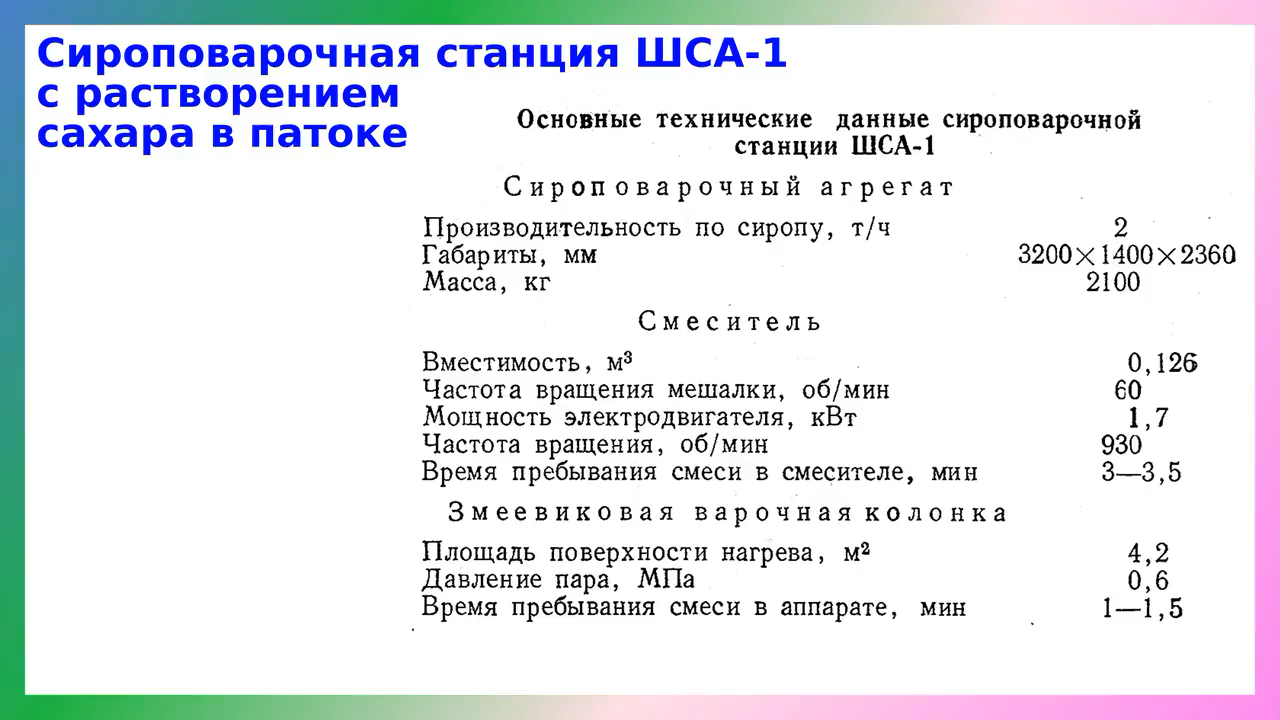 Сироповарочная станция ШСА-1
с растворением
сахара в патоке
Основные технические данные сироповарочной
станции ШСА-1
Сироповарочный агрегат
Производительность по сиропу, т/ч 2
Габариты, мм 3200×1400×2360
Масса, кг 2100
Смеситель
Вместимость, м³ 0,126
Частота вращения мешалки, об/мин 60
Мощность электродвигателя, кВт 1,7
Частота вращения, об/мин 930
Время пребывания смеси в смесителе, мин 3—3,5
Змеевиковая варочная колонка
Площадь поверхности нагрева, м² 4,2
Давление пара, МПа 0,6
Время пребывания смеси в аппарате, мин 1—1,5